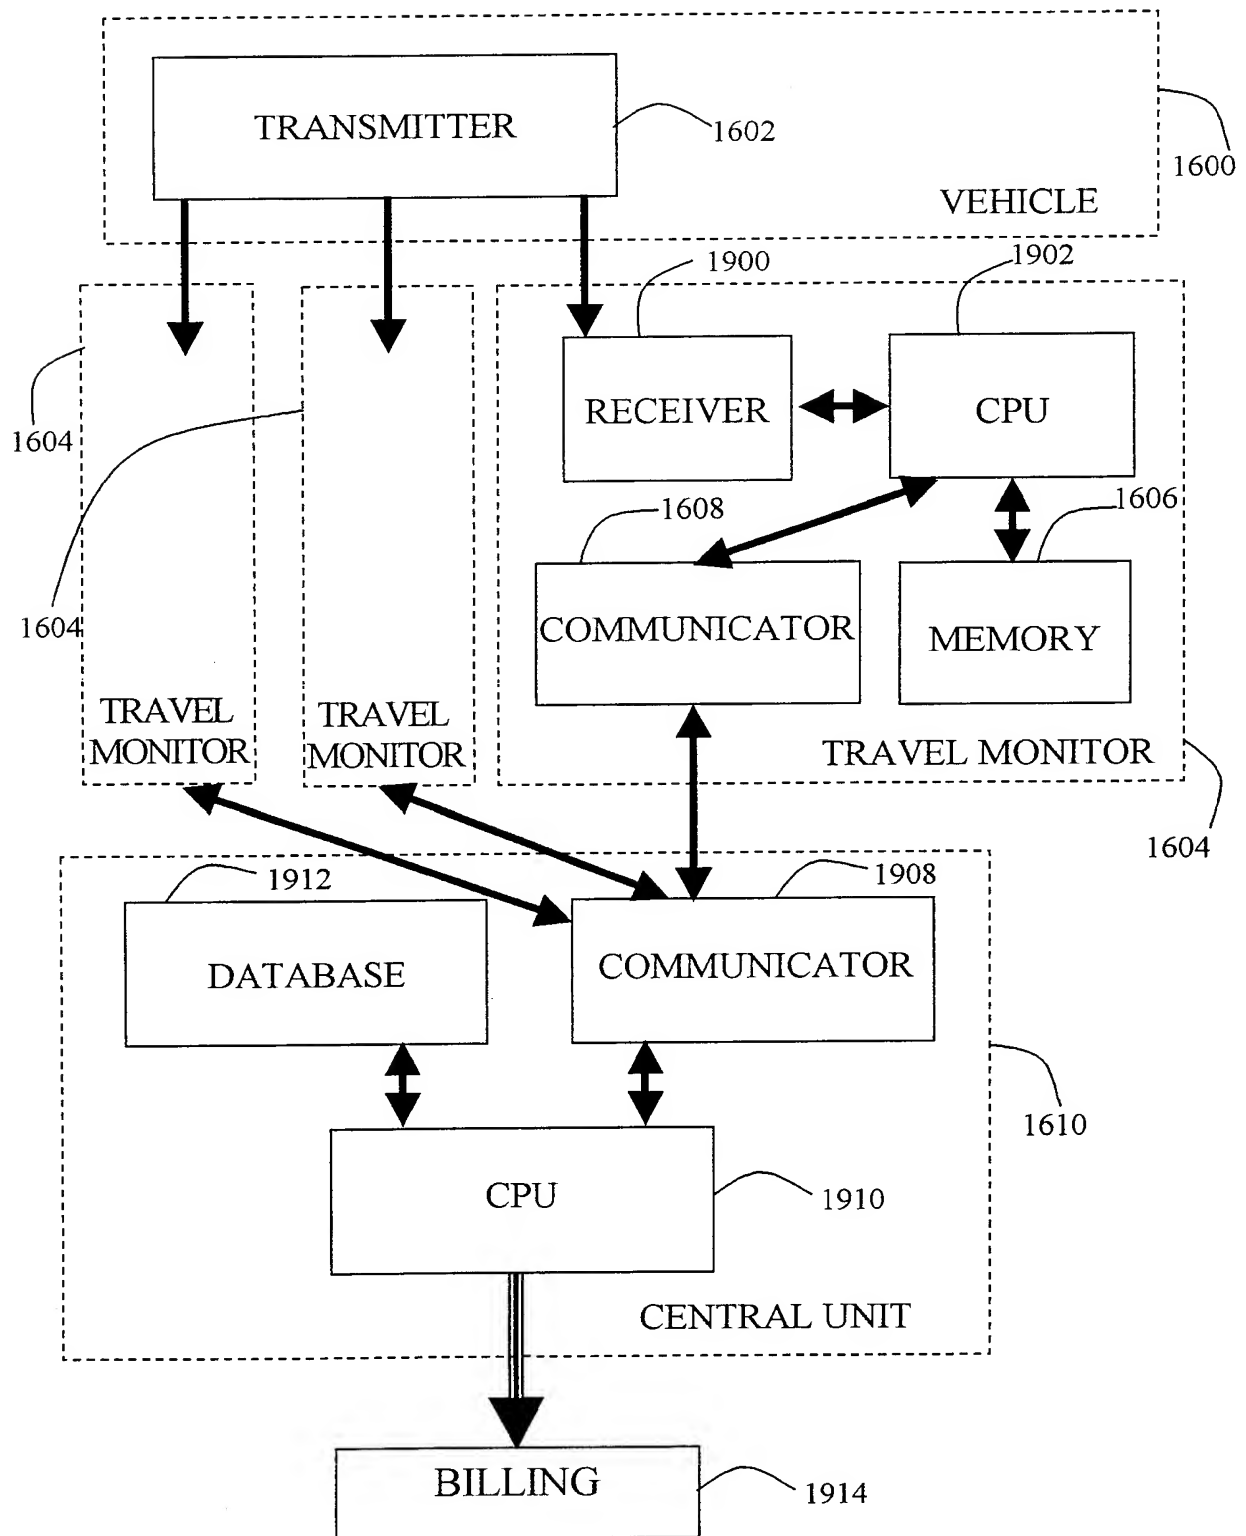 TRANSMITTER
1602
1600
VEHICLE
1900
1902
1604
RECEIVER
CPU
1608
1606
1604
COMMUNICATOR
MEMORY
TRAVEL
MONITOR
TRAVEL
MONITOR
TRAVEL MONITOR
1604
1912
1908
DATABASE
COMMUNICATOR
1610
CPU
1910
CENTRAL UNIT
BILLING
1914